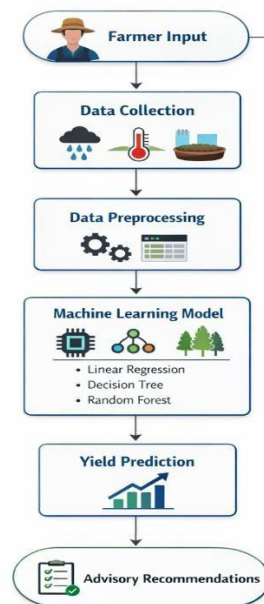 Farmer Input
Data Collection
Data Preprocessing
Machine Learning Model
• Linear Regression
• Decision Tree
• Random Forest
Yield Prediction
Advisory Recommendations